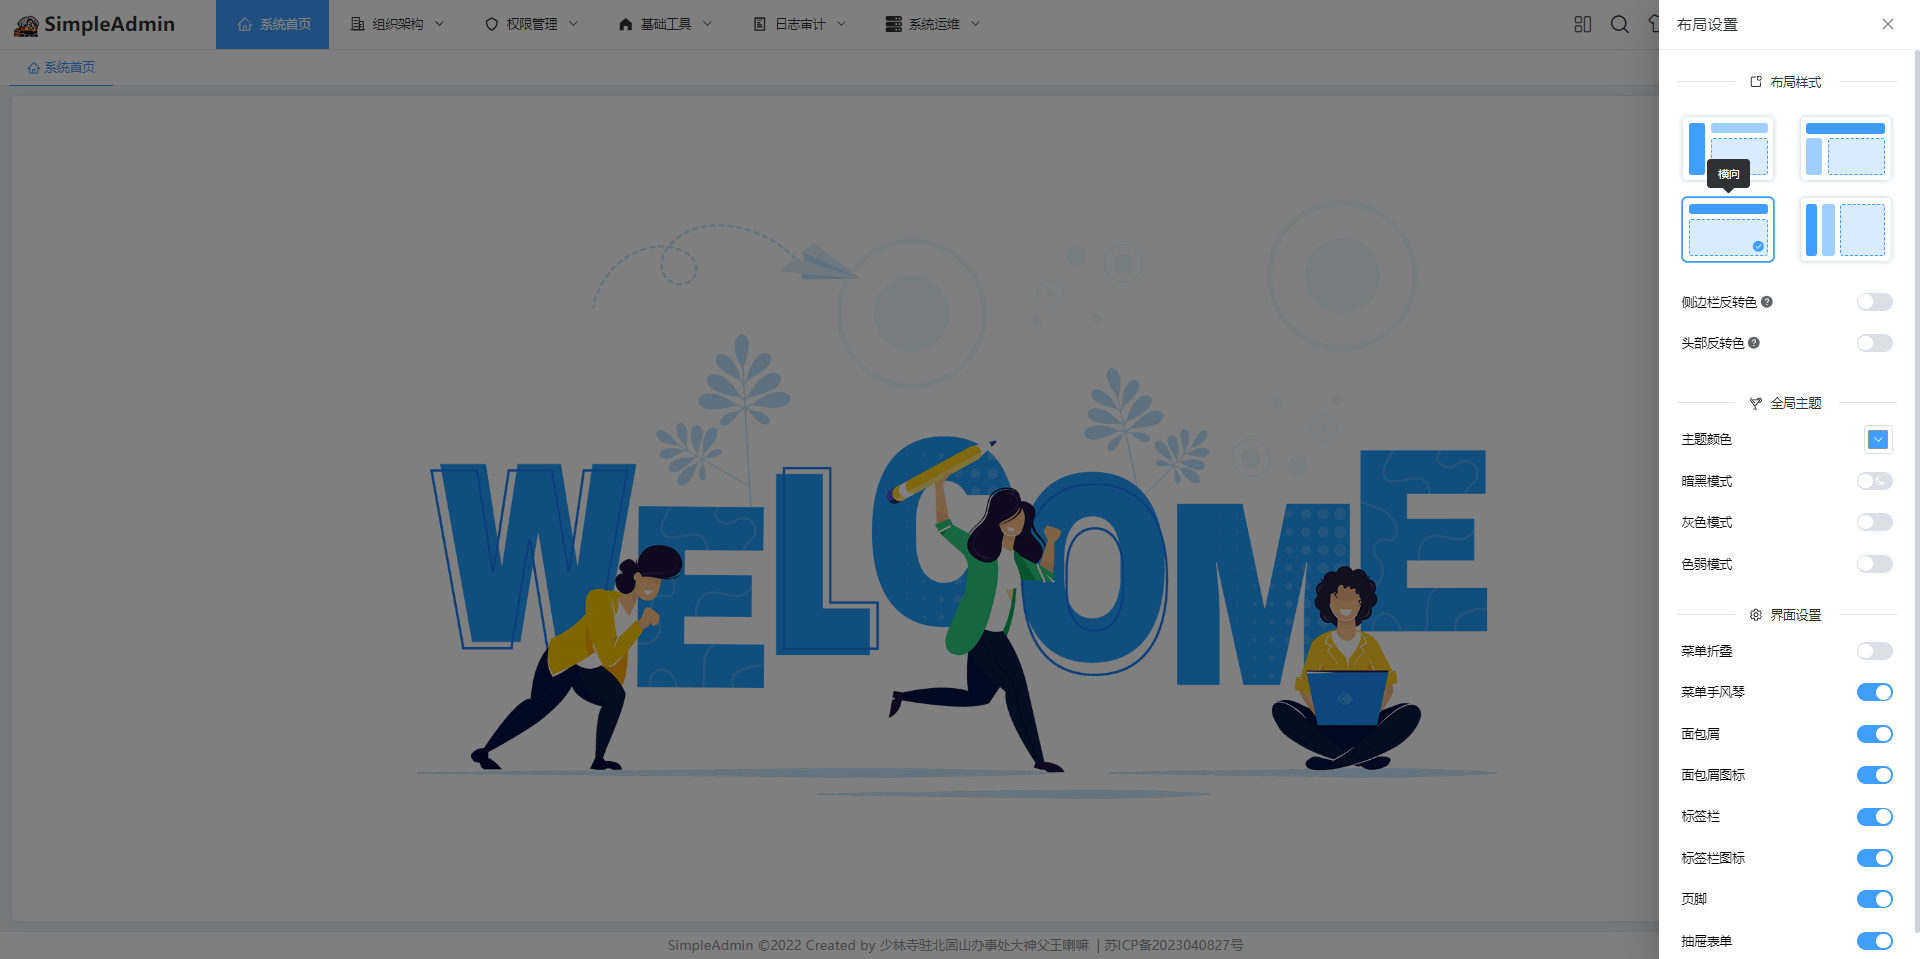 SimpleAdmin
系统首页
组织架构
权限管理
基础工具
日志审计
系统运维
系统首页
WELCOME
SimpleAdmin ©2022 Created by 少林寺驻北固山办事处大神父王喇嘛 | 苏ICP备2023040827号
布局设置
布局样式
横向
侧边栏反转色
头部反转色
全局主题
主题颜色
暗黑模式
灰色模式
色弱模式
界面设置
菜单折叠
菜单手风琴
面包屑
面包屑图标
标签栏
标签栏图标
页脚
抽屉表单